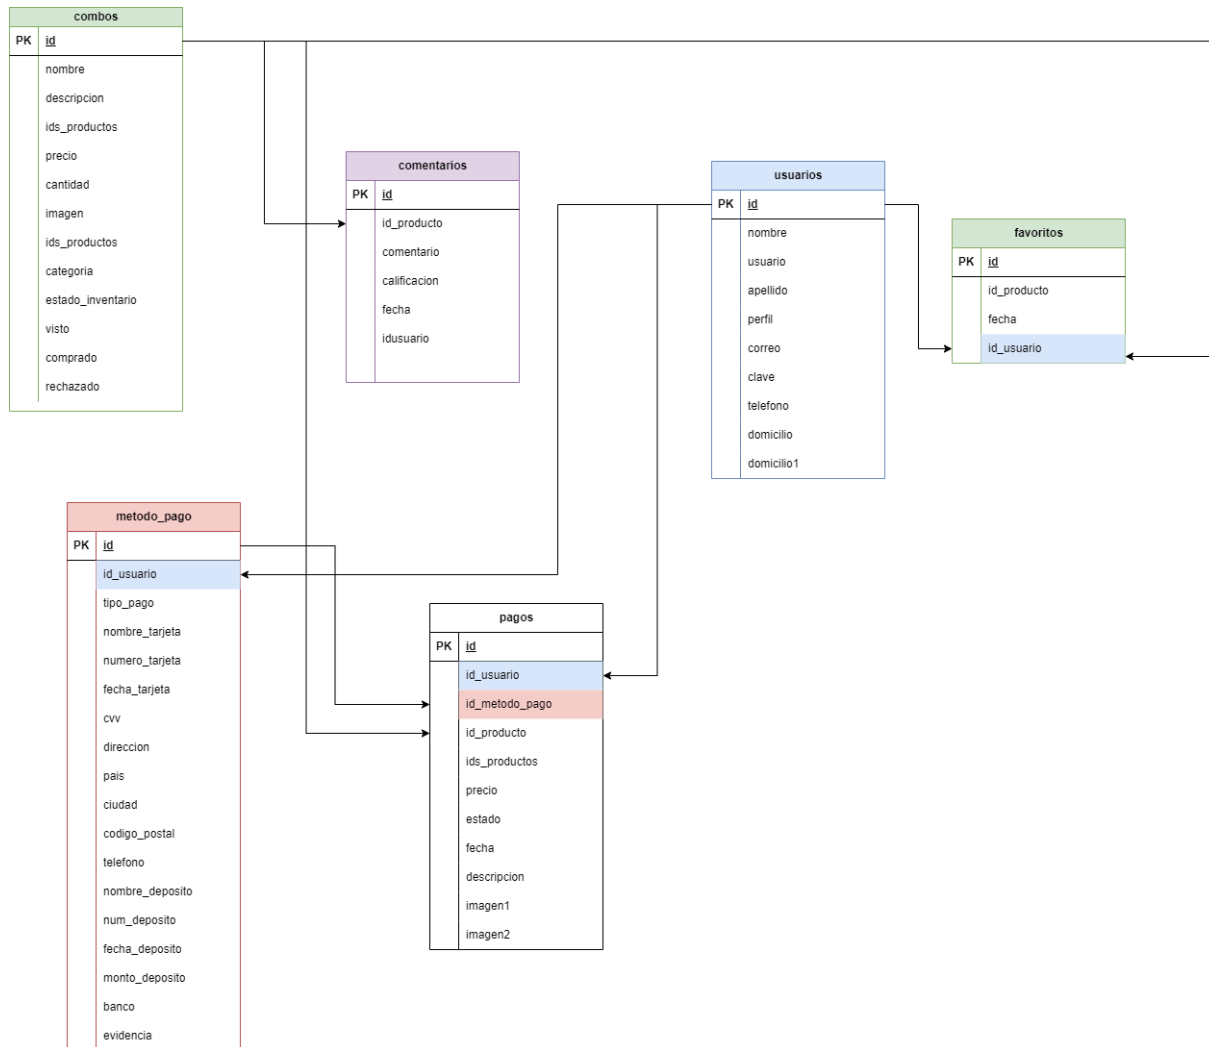 combos
PK id
nombre
descripcion
ids_productos
precio
cantidad
imagen
ids_productos
categoria
estado_inventario
visto
comprado
rechazado
comentarios
PK id
id_producto
comentario
calificacion
fecha
idusuario
usuarios
PK id
nombre
usuario
apellido
perfil
correo
clave
telefono
domicilio
domicilio1
favoritos
PK id
id_producto
fecha
id_usuario
metodo_pago
PK id
id_usuario
tipo_pago
nombre_tarjeta
numero_tarjeta
fecha_tarjeta
cvv
direccion
pais
ciudad
codigo_postal
telefono
nombre_deposito
num_deposito
fecha_deposito
monto_deposito
banco
evidencia
pagos
PK id
id_usuario
id_metodo_pago
id_producto
ids_productos
precio
estado
fecha
descripcion
imagen1
imagen2